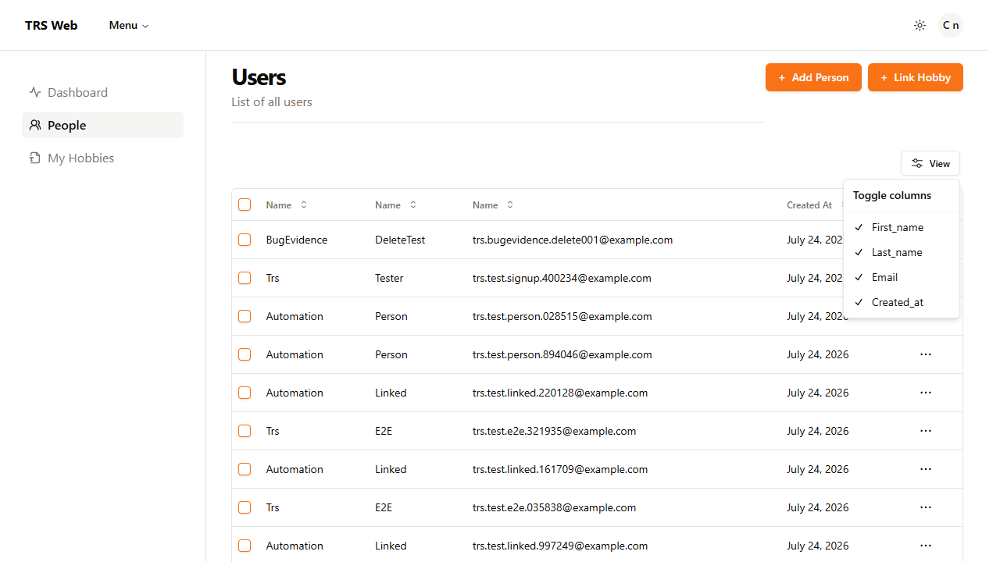 TRS Web Menu C n
Dashboard
People
My Hobbies
Users
List of all users
+ Add Person + Link Hobby
View
Toggle columns
First_name
Last_name
Email
Created_at
Name Name Name Created At
BugEvidence DeleteTest trs.bugevidence.delete001@example.com July 24, 202
Trs Tester trs.test.signup.400234@example.com July 24, 202
Automation Person trs.test.person.028515@example.com July 24, 2026
Automation Person trs.test.person.894046@example.com July 24, 2026 ...
Automation Linked trs.test.linked.220128@example.com July 24, 2026 ...
Trs E2E trs.test.e2e.321935@example.com July 24, 2026 ...
Automation Linked trs.test.linked.161709@example.com July 24, 2026 ...
Trs E2E trs.test.e2e.035838@example.com July 24, 2026 ...
Automation Linked trs.test.linked.997249@example.com July 24, 2026 ...